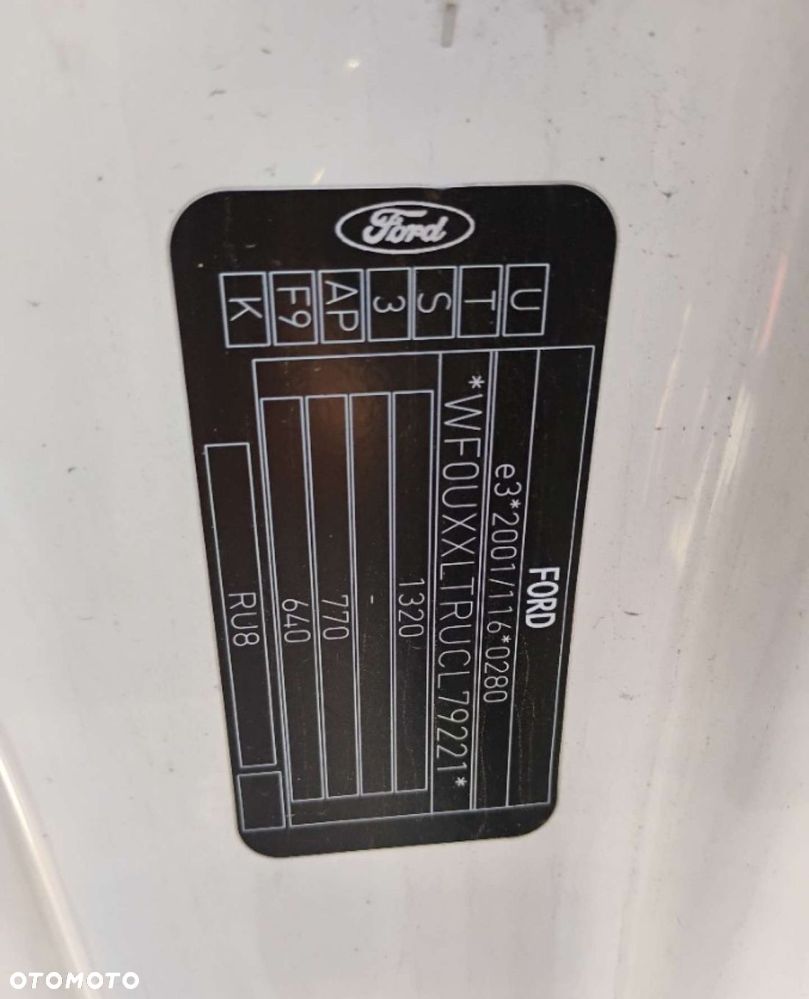 Ford
U T S 3 AP F9 K
FORD
e3*2001/116*0280
*WF0UXXLTRUCL79221*
1320
-
770
640
RU8
OTOMOTO